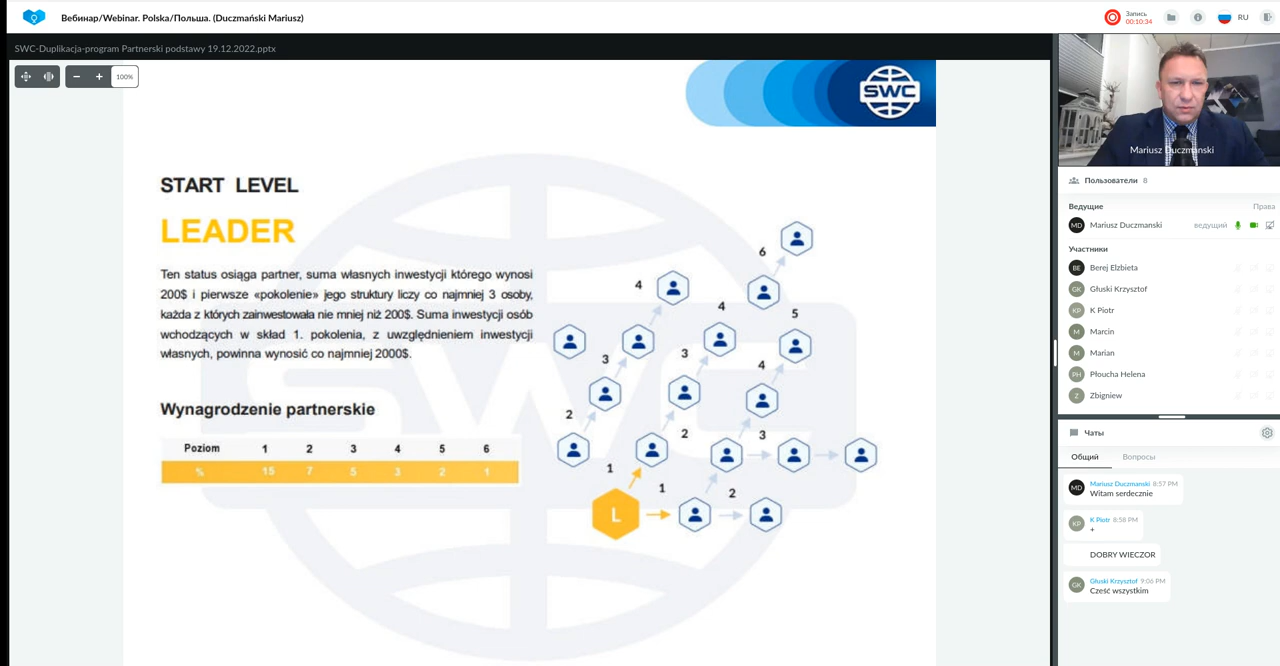 Вебинар/Webinar. Polska/Польша. (Duczmański Mariusz)
Запись
00:10:34
RU
SWC-Duplikacja-program Partnerski podstawy 19.12.2022.pptx
100%
SWC
START LEVEL
LEADER
Ten status osiąga partner, suma własnych inwestycji którego wynosi
200$ i pierwsze «pokolenie» jego struktury liczy co najmniej 3 osoby,
każda z których zainwestowała nie mniej niż 200$. Suma inwestycji osób
wchodzących w skład 1. pokolenia, z uwzględnieniem inwestycji
własnych, powinna wynosić co najmniej 2000$.
Wynagrodzenie partnerskie
Poziom 1 2 3 4 5 6
% 15 7 5 3 2 1
6
4
4
5
3
3
4
2
2
3
1
1
2
L
SWC
Mariusz Duczmanski
Пользователи 8
Ведущие Права
MD Mariusz Duczmanski ведущий
Участники
BE Berej Elzbieta
GK Głuski Krzysztof
KP K Piotr
M Marcin
M Marian
PH Płoucha Helena
Z Zbigniew
Чаты
Общий Вопросы
MD Mariusz Duczmanski 8:57 PM
Witam serdecznie
KP K Piotr 8:58 PM
+
DOBRY WIECZOR
GK Głuski Krzysztof 9:06 PM
Cześć wszystkim